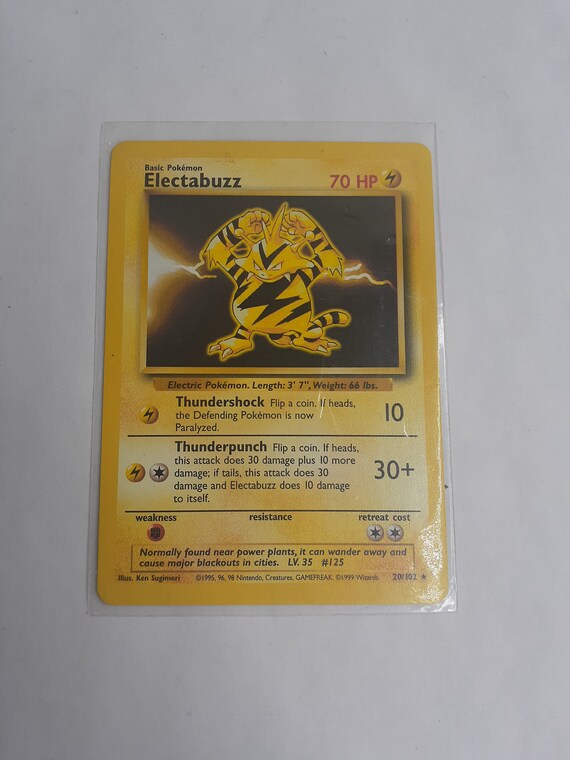 Basic Pokémon
Electabuzz 70 HP
Electric Pokémon. Length: 3' 7", Weight: 66 lbs.
Thundershock Flip a coin. If heads,
the Defending Pokémon is now
Paralyzed.
10
Thunderpunch Flip a coin. If heads,
this attack does 30 damage plus 10 more
damage; if tails, this attack does 30
damage and Electabuzz does 10 damage
to itself.
30+
weakness resistance retreat cost
Normally found near power plants, it can wander away and
cause major blackouts in cities. LV. 35 #125
Illus. Ken Sugimori ©1995, 96, 98 Nintendo, Creatures, GAMEFREAK. ©1999 Wizards. 20/102 ★